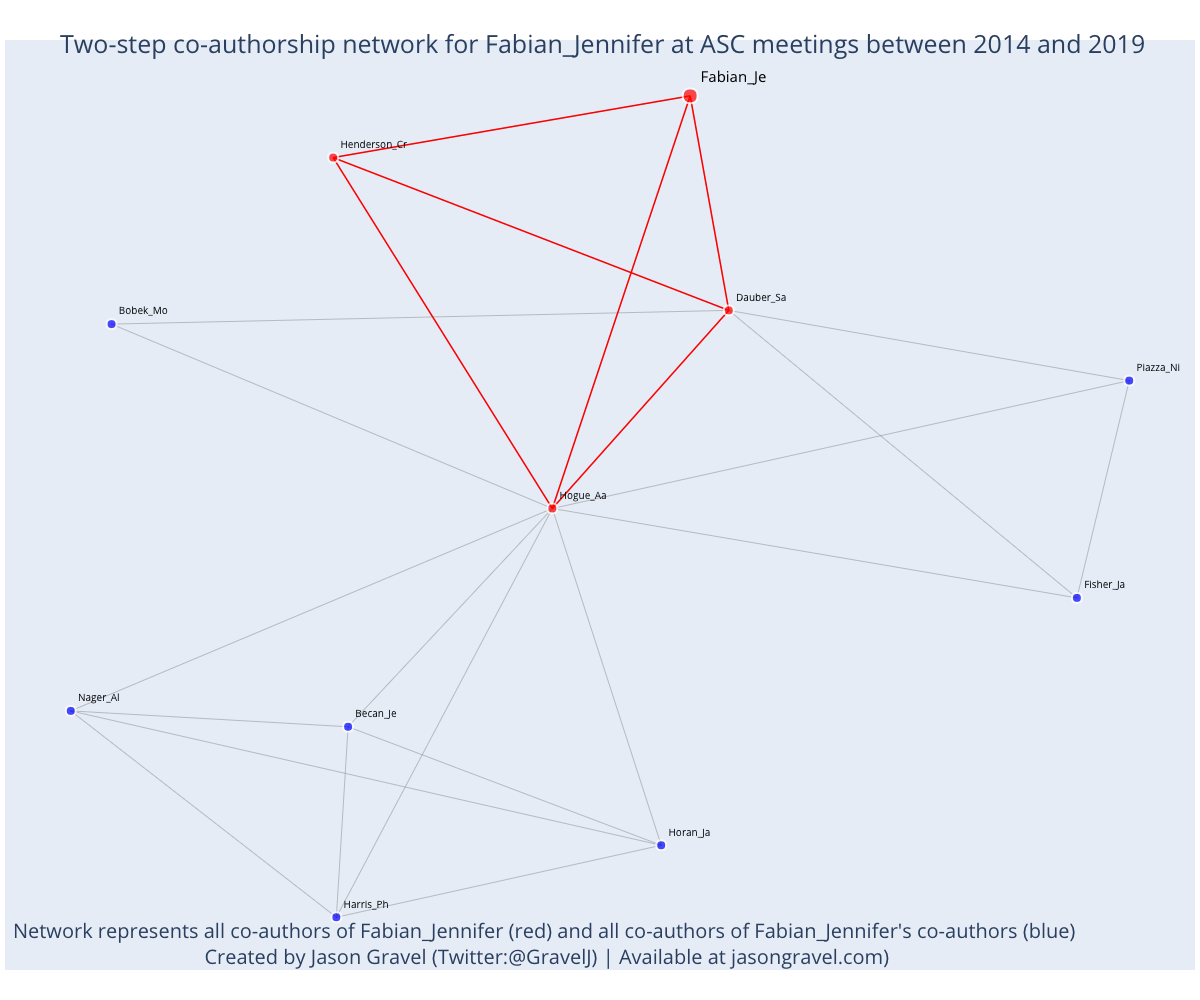 Two-step co-authorship network for Fabian_Jennifer at ASC meetings between 2014 and 2019
Fabian_Je
Henderson_Cr
Dauber_Sa
Bobek_Mo
Piazza_Ni
Hogue_Aa
Fisher_Ja
Nager_Al
Becan_Je
Horan_Ja
Harris_Ph
Network represents all co-authors of Fabian_Jennifer (red) and all co-authors of Fabian_Jennifer's co-authors (blue)
Created by Jason Gravel (Twitter:@GravelJ) | Available at jasongravel.com)